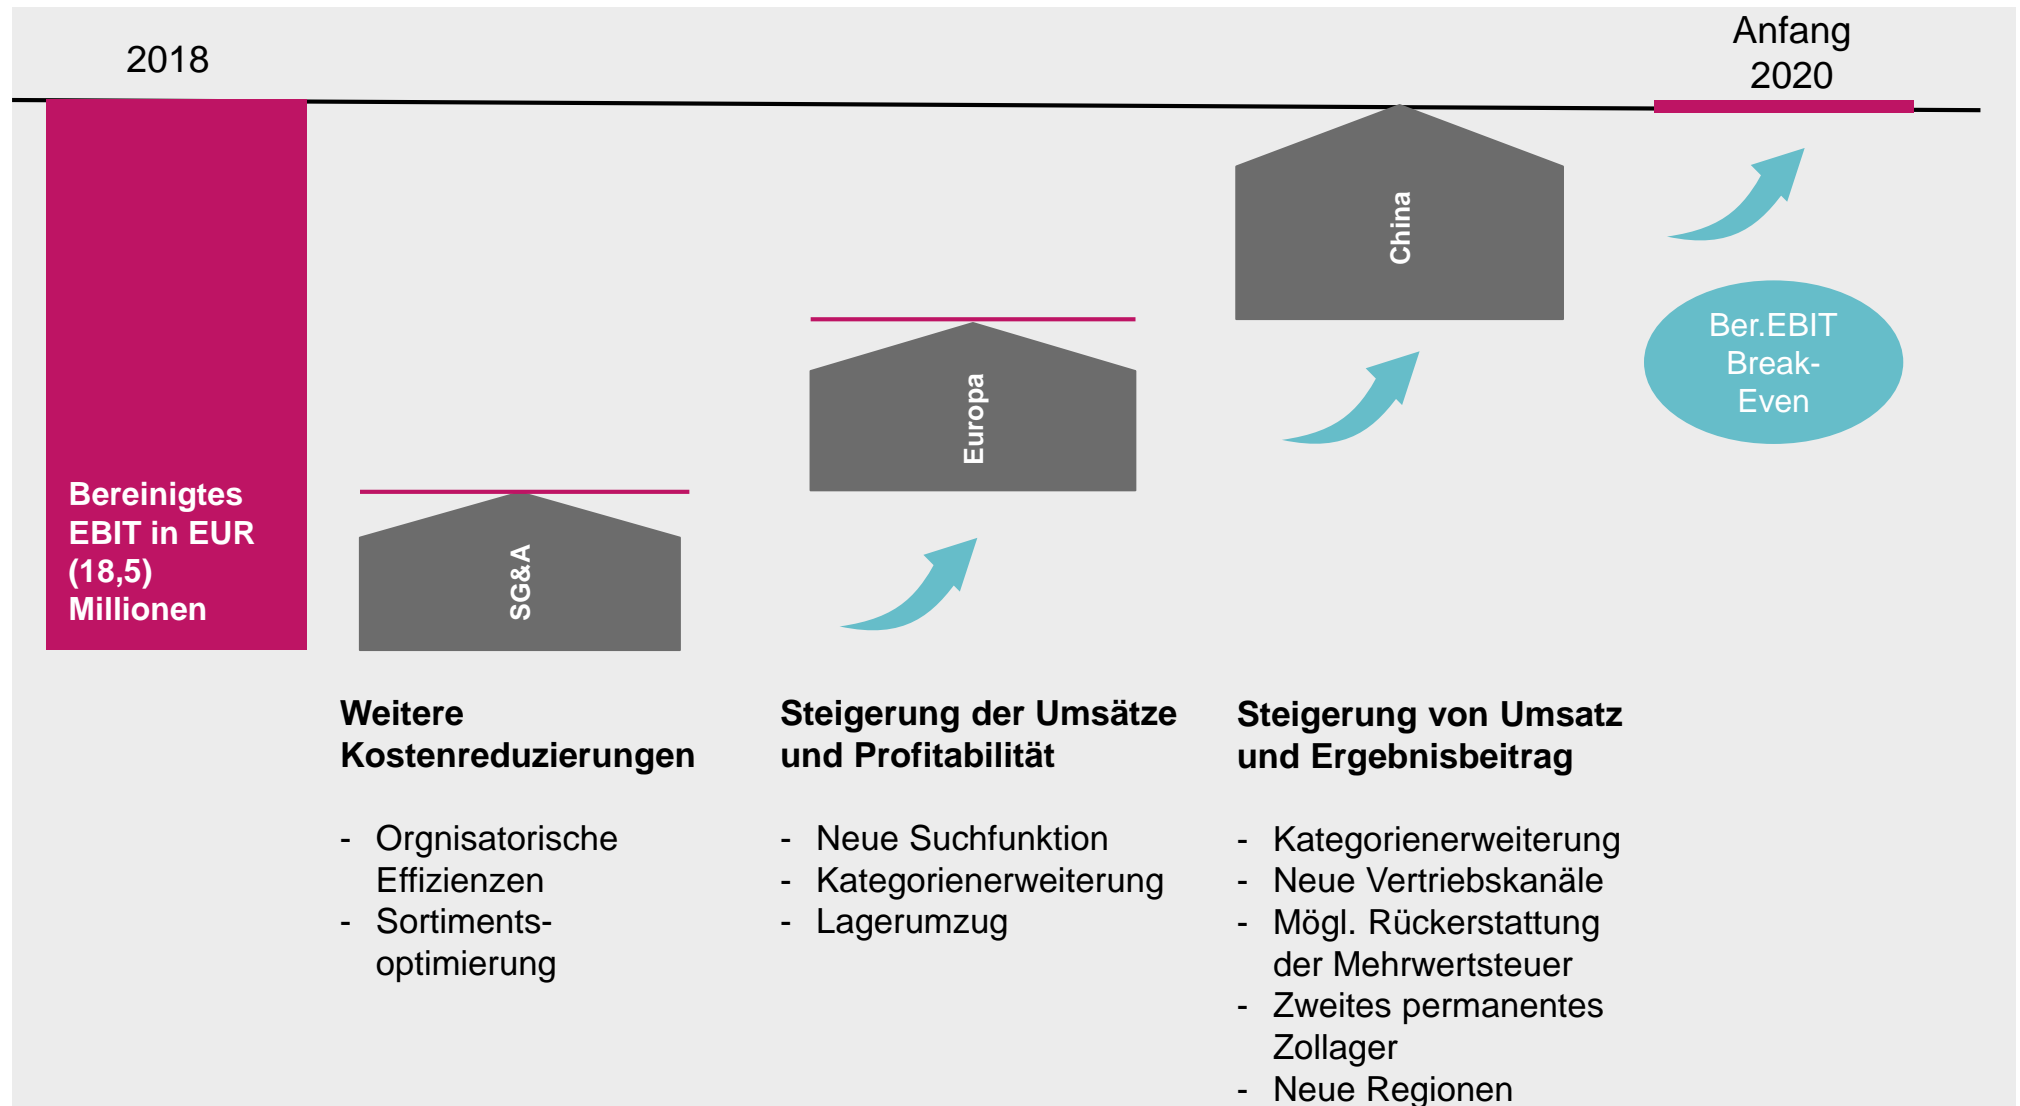 2018
Anfang
2020
Bereinigtes
EBIT in EUR
(18,5)
Millionen
SG&A
Europa
China
Ber.EBIT
Break-
Even
Weitere
Kostenreduzierungen
- Orgnisatorische
Effizienzen
- Sortiments-
optimierung
Steigerung der Umsätze
und Profitabilität
- Neue Suchfunktion
- Kategorienerweiterung
- Lagerumzug
Steigerung von Umsatz
und Ergebnisbeitrag
- Kategorienerweiterung
- Neue Vertriebskanäle
- Mögl. Rückerstattung
der Mehrwertsteuer
- Zweites permanentes
Zollager
- Neue Regionen